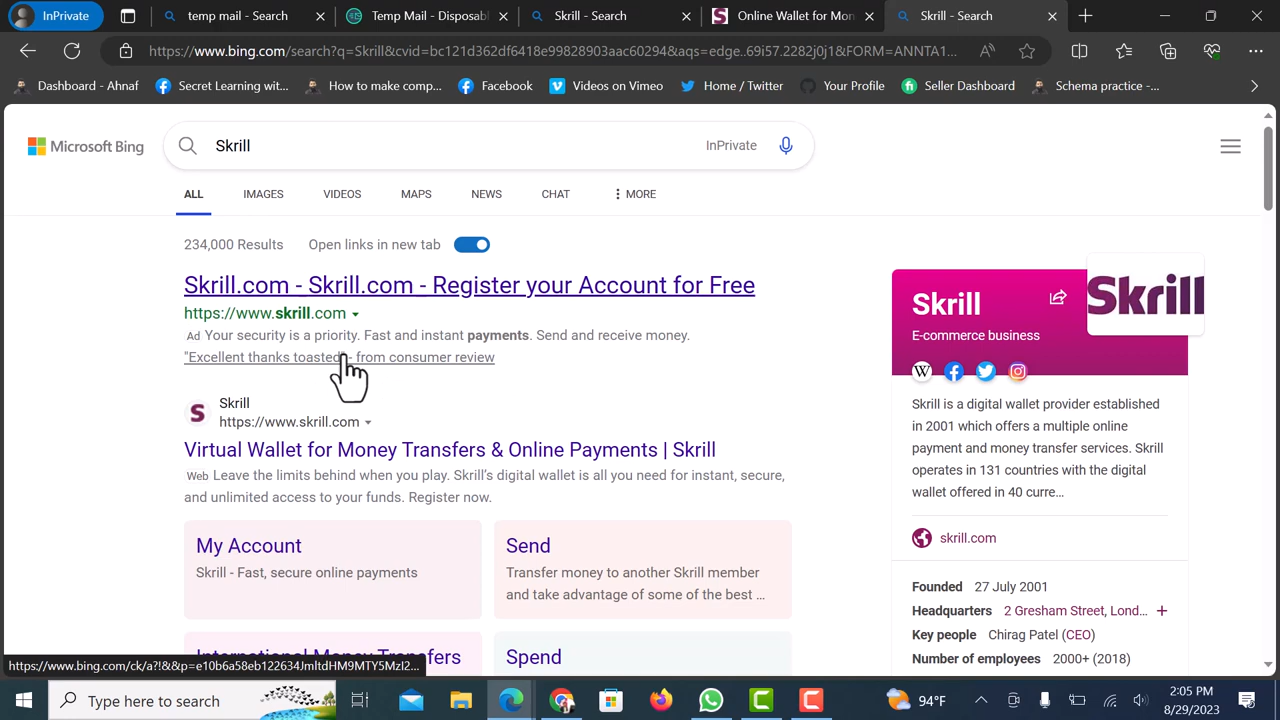 InPrivate
temp mail - Search
Temp Mail - Disposabl
Skrill - Search
Online Wallet for Mon
Skrill - Search
https://www.bing.com/search?q=Skrill&cvid=bc121d362df6418e99828903aac60294&aqs=edge..69i57.2282j0j1&FORM=ANNTA1...
Dashboard - Ahnaf
Secret Learning wit...
How to make comp...
Facebook
Videos on Vimeo
Home / Twitter
Your Profile
Seller Dashboard
Schema practice -...
Microsoft Bing
Skrill
InPrivate
ALL
IMAGES
VIDEOS
MAPS
NEWS
CHAT
MORE
234,000 Results
Open links in new tab
Skrill.com - Skrill.com_- Register your Account for Free
https://www.skrill.com
Ad Your security is a priority. Fast and instant payments. Send and receive money.
"Excellent thanks toasted - from consumer review
Skrill
https://www.skrill.com
Virtual Wallet for Money Transfers & Online Payments | Skrill
Web Leave the limits behind when you play. Skrill's digital wallet is all you need for instant, secure,
and unlimited access to your funds. Register now.
My Account
Skrill - Fast, secure online payments
Send
Transfer money to another Skrill member
and take advantage of some of the best ...
International Money Transfers
Spend
Skrill
E-commerce business
Skrill
W
Skrill is a digital wallet provider established
in 2001 which offers a multiple online
payment and money transfer services. Skrill
operates in 131 countries with the digital
wallet offered in 40 curre...
skrill.com
Founded 27 July 2001
Headquarters 2 Gresham Street, Lond... +
Key people Chirag Patel (CEO)
Number of employees 2000+ (2018)
https://www.bing.com/ck/a?!&&p=e10b6a58eb122634JmltdHM9MTY5MzI2...
Type here to search
94°F
2:05 PM
8/29/2023